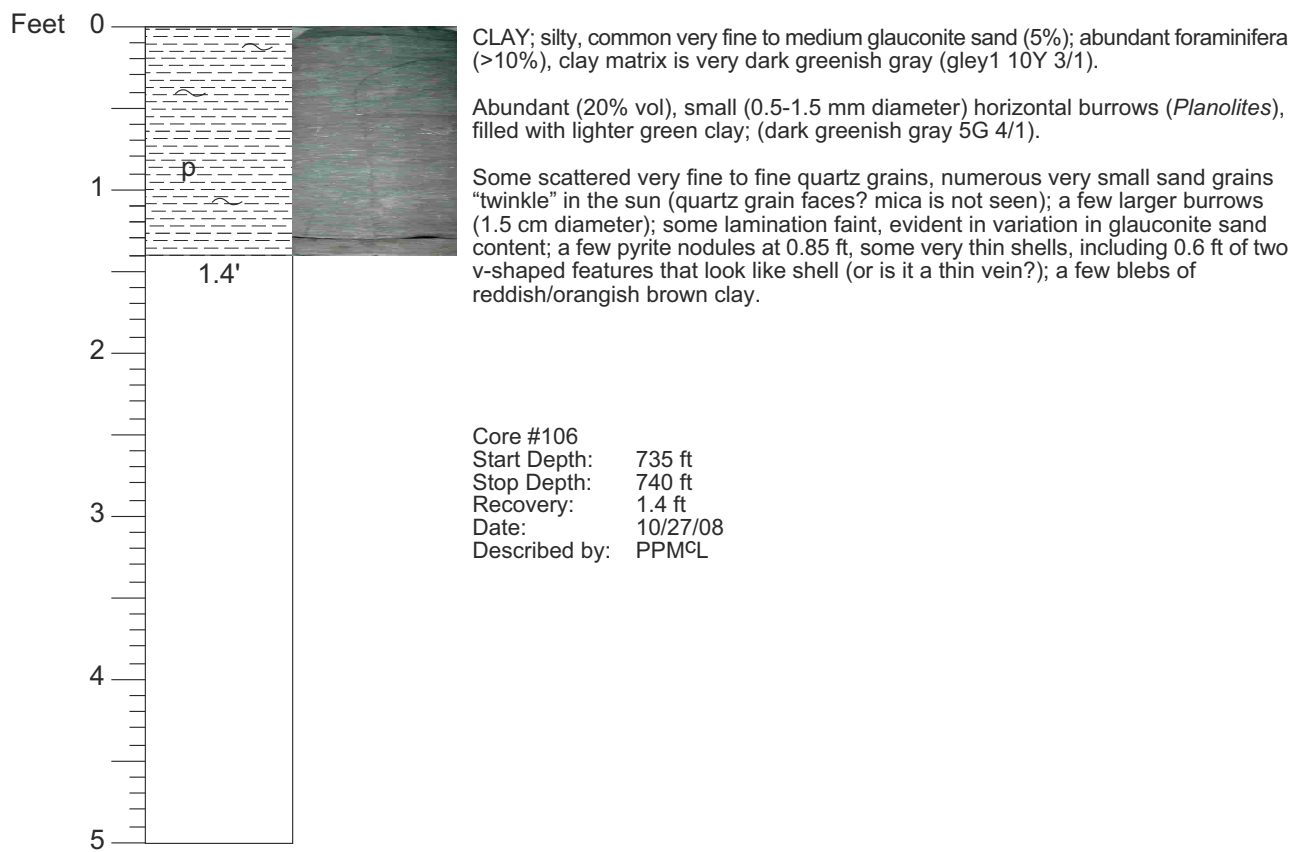 Feet 0
CLAY; silty, common very fine to medium glauconite sand (5%); abundant foraminifera
(>10%), clay matrix is very dark greenish gray (gley1 10Y 3/1).
Abundant (20% vol), small (0.5-1.5 mm diameter) horizontal burrows (Planolites),
filled with lighter green clay; (dark greenish gray 5G 4/1).
p
1
Some scattered very fine to fine quartz grains, numerous very small sand grains
“twinkle” in the sun (quartz grain faces? mica is not seen); a few larger burrows
(1.5 cm diameter); some lamination faint, evident in variation in glauconite sand
content; a few pyrite nodules at 0.85 ft, some very thin shells, including 0.6 ft of two
v-shaped features that look like shell (or is it a thin vein?); a few blebs of
reddish/orangish brown clay.
1.4'
2
Core #106
Start Depth: 735 ft
Stop Depth: 740 ft
Recovery: 1.4 ft
Date: 10/27/08
Described by: PPMcL
3
4
5